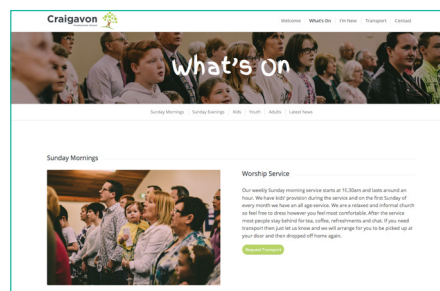 Craigavon
Welcome What's On I'm New Transport Contact
What's On
Sunday Mornings Sunday Evenings Kids Youth Adults Latest News
Sunday Mornings
Worship Service
Our weekly Sunday morning service starts at 10.30am and lasts around an
hour. We have kids' provision during the service and on the first Sunday of
every month we have an all age service. We are a relaxed and informal church
so feel free to dress however you feel most comfortable. After the service
most people stay behind for tea, coffee, refreshments and chat. If you need
transport then just let us know and we will arrange for you to be picked up at
your door and then dropped off home again.
Request Transport